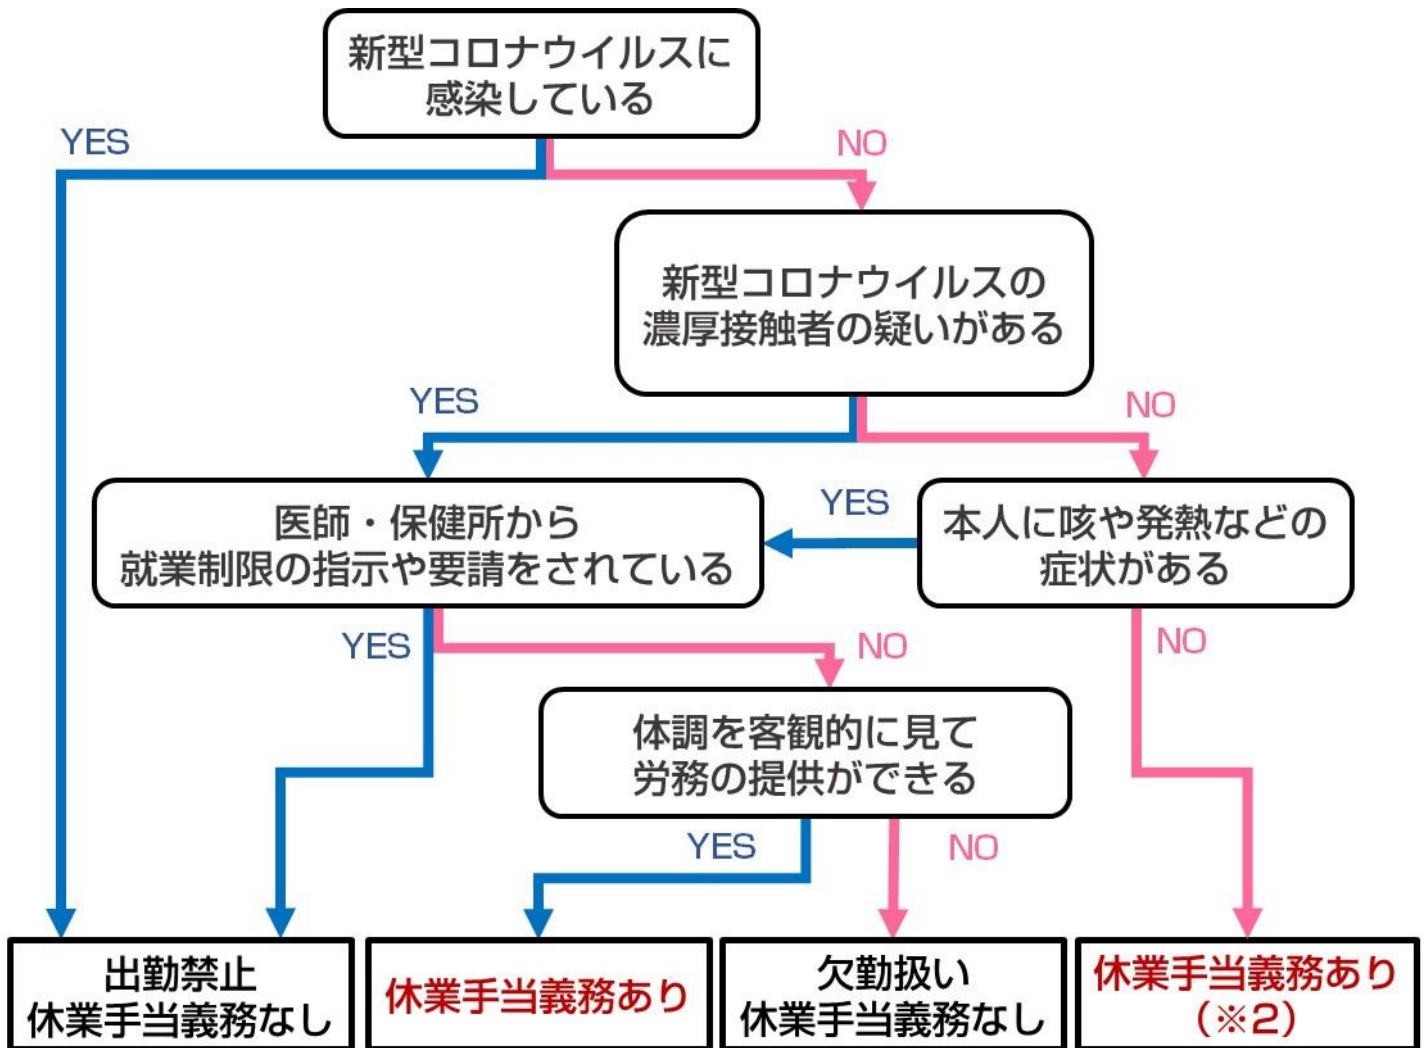 新型コロナウイルスに
感染している
YES
NO
新型コロナウイルスの
濃厚接触者の疑いがある
YES
NO
医師・保健所から
就業制限の指示や要請をされている
YES
本人に咳や発熱などの
症状がある
YES
NO
NO
体調を客観的に見て
労務の提供ができる
YES
NO
出勤禁止
休業手当義務なし
休業手当義務あり
欠勤扱い
休業手当義務なし
休業手当義務あり
（※2）